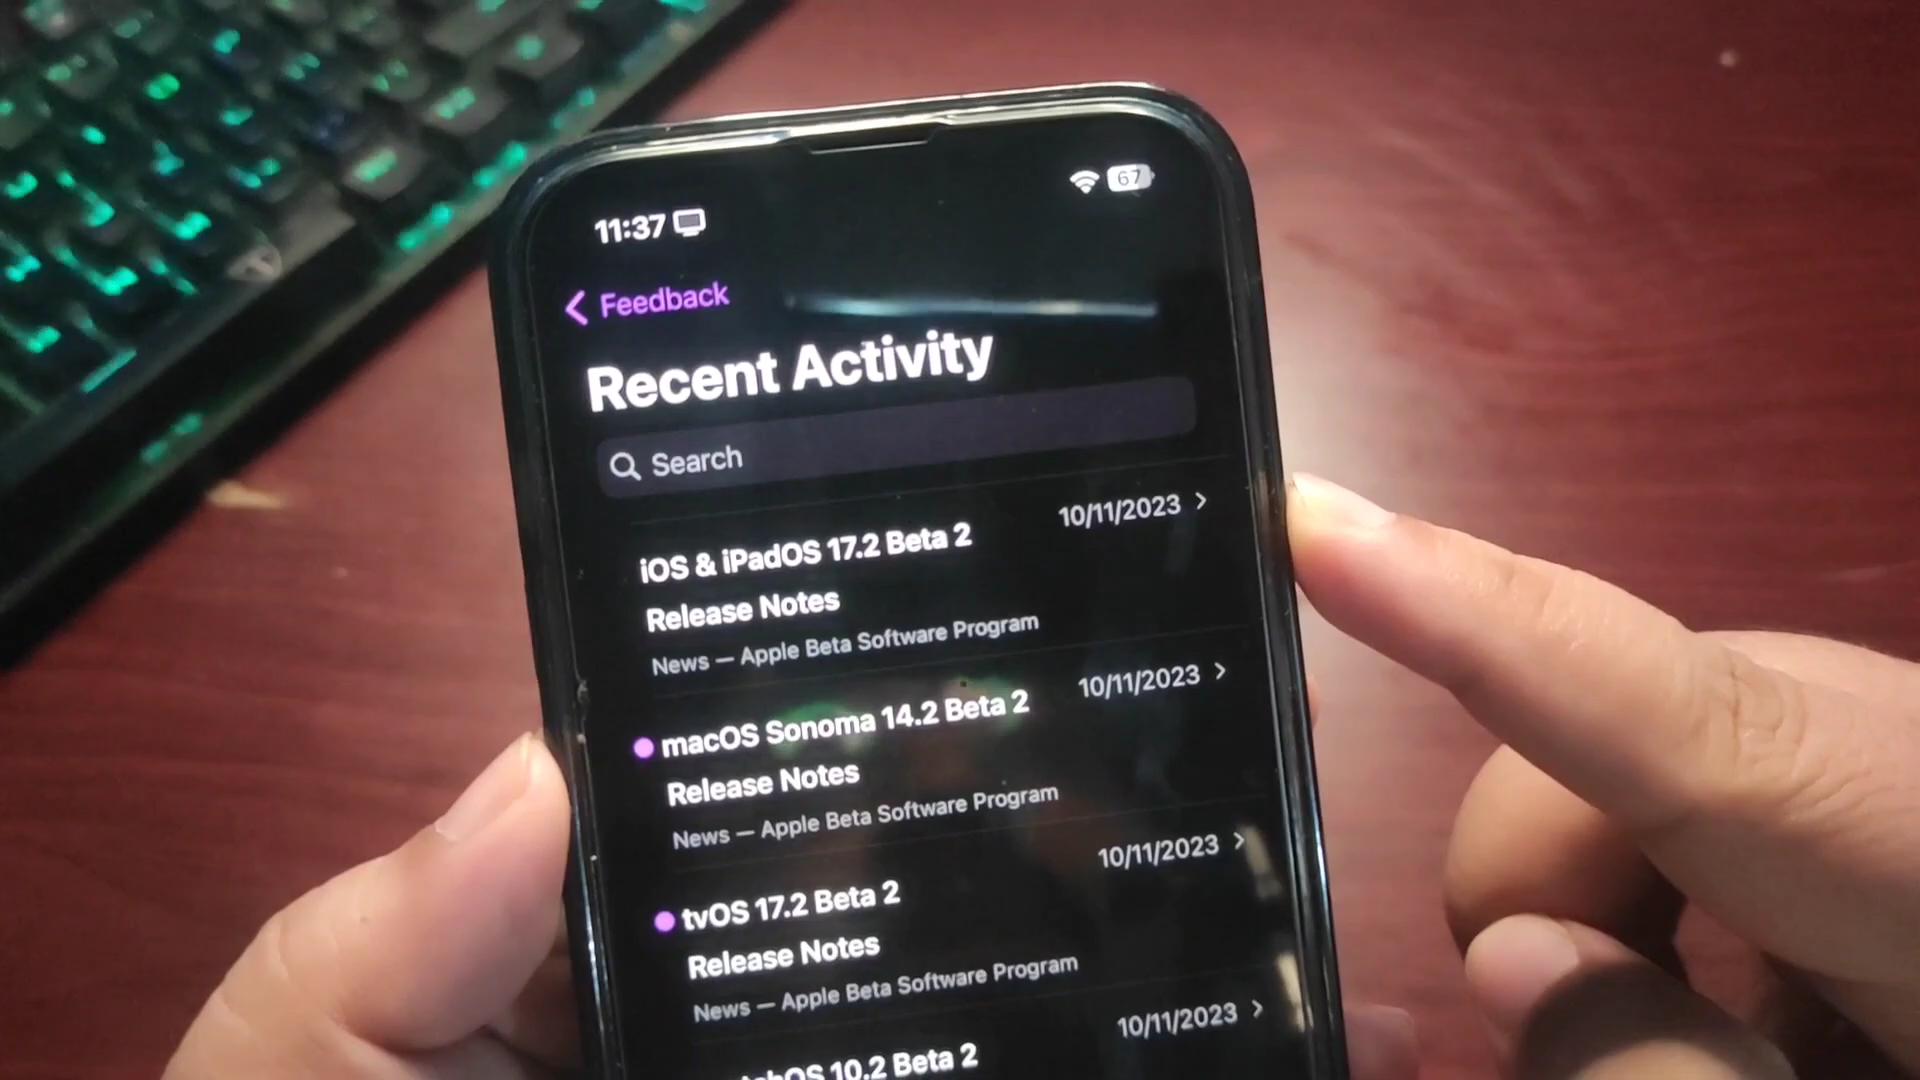 11:37
67
Feedback
Recent Activity
Search
10/11/2023
iOS & iPadOS 17.2 Beta 2
Release Notes
News — Apple Beta Software Program
10/11/2023
macOS Sonoma 14.2 Beta 2
Release Notes
News — Apple Beta Software Program
10/11/2023
tvOS 17.2 Beta 2
Release Notes
News — Apple Beta Software Program
10/11/2023
10.2 Beta 2